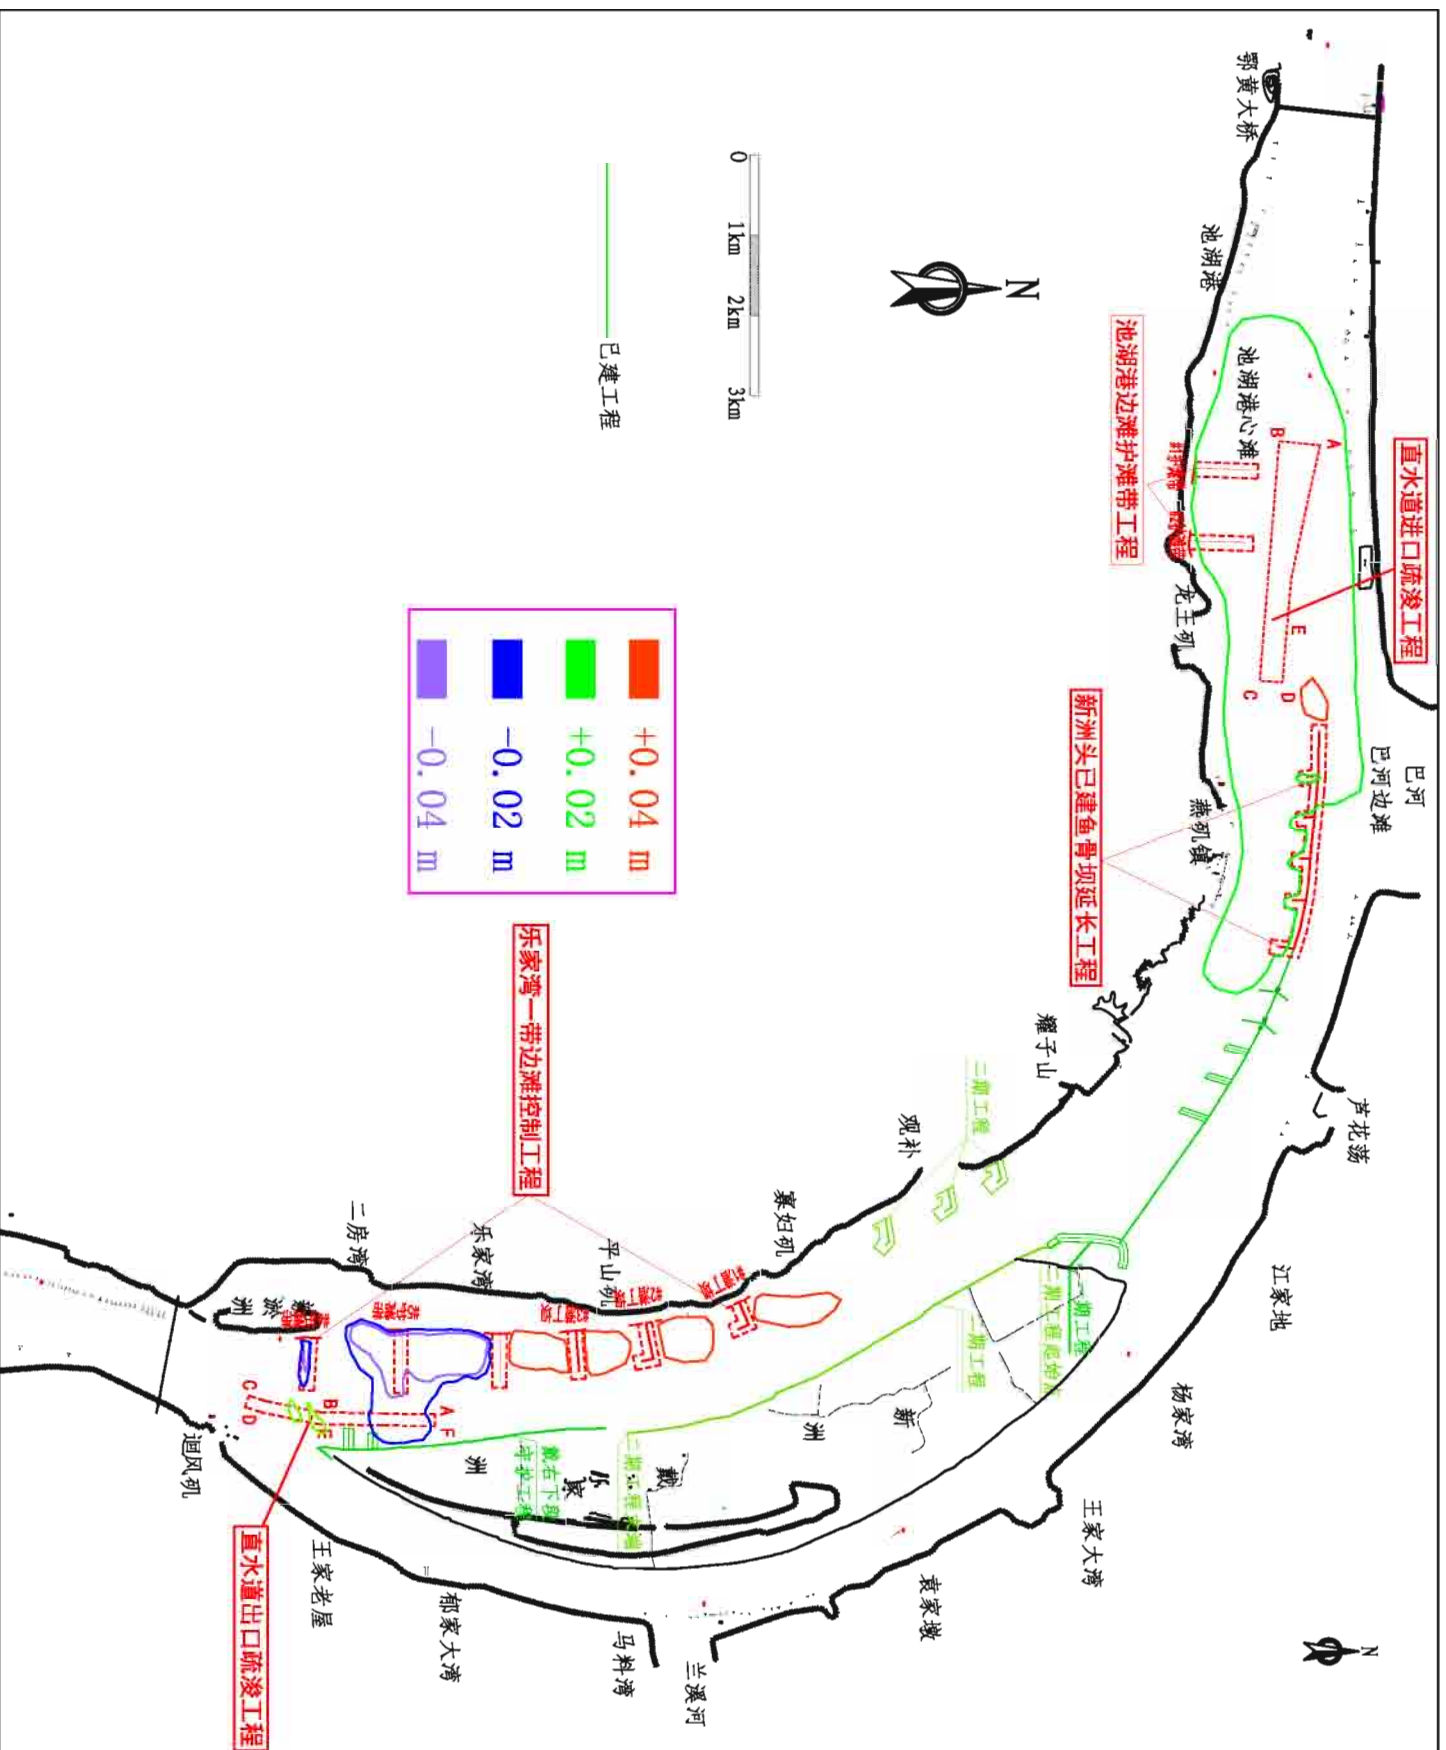 鄂黄大桥
池湖港
池湖港心滩
直水道进口疏浚工程
A
B
E
C
D
池湖港边滩护滩带工程
龙王矶
巴河
巴河边滩
燕矶镇
新洲头已建鱼骨坝延长工程
N
0
1km
2km
3km
已建工程
+0.04 m
+0.02 m
-0.02 m
-0.04 m
芦花荡
耀子山
二期工程
观补
寡妇矶
江家地
一期工程
杨家湾
新
洲
王家大湾
袁家墩
戴
家
洲
戴右下段
守护工程
乐家湾一带边滩控制工程
平山矶
乐家湾
二房湾
A
F
B
E
C
D
迴风矶
直水道出口疏浚工程
王家老屋
郁家大湾
马料湾
兰溪河
N